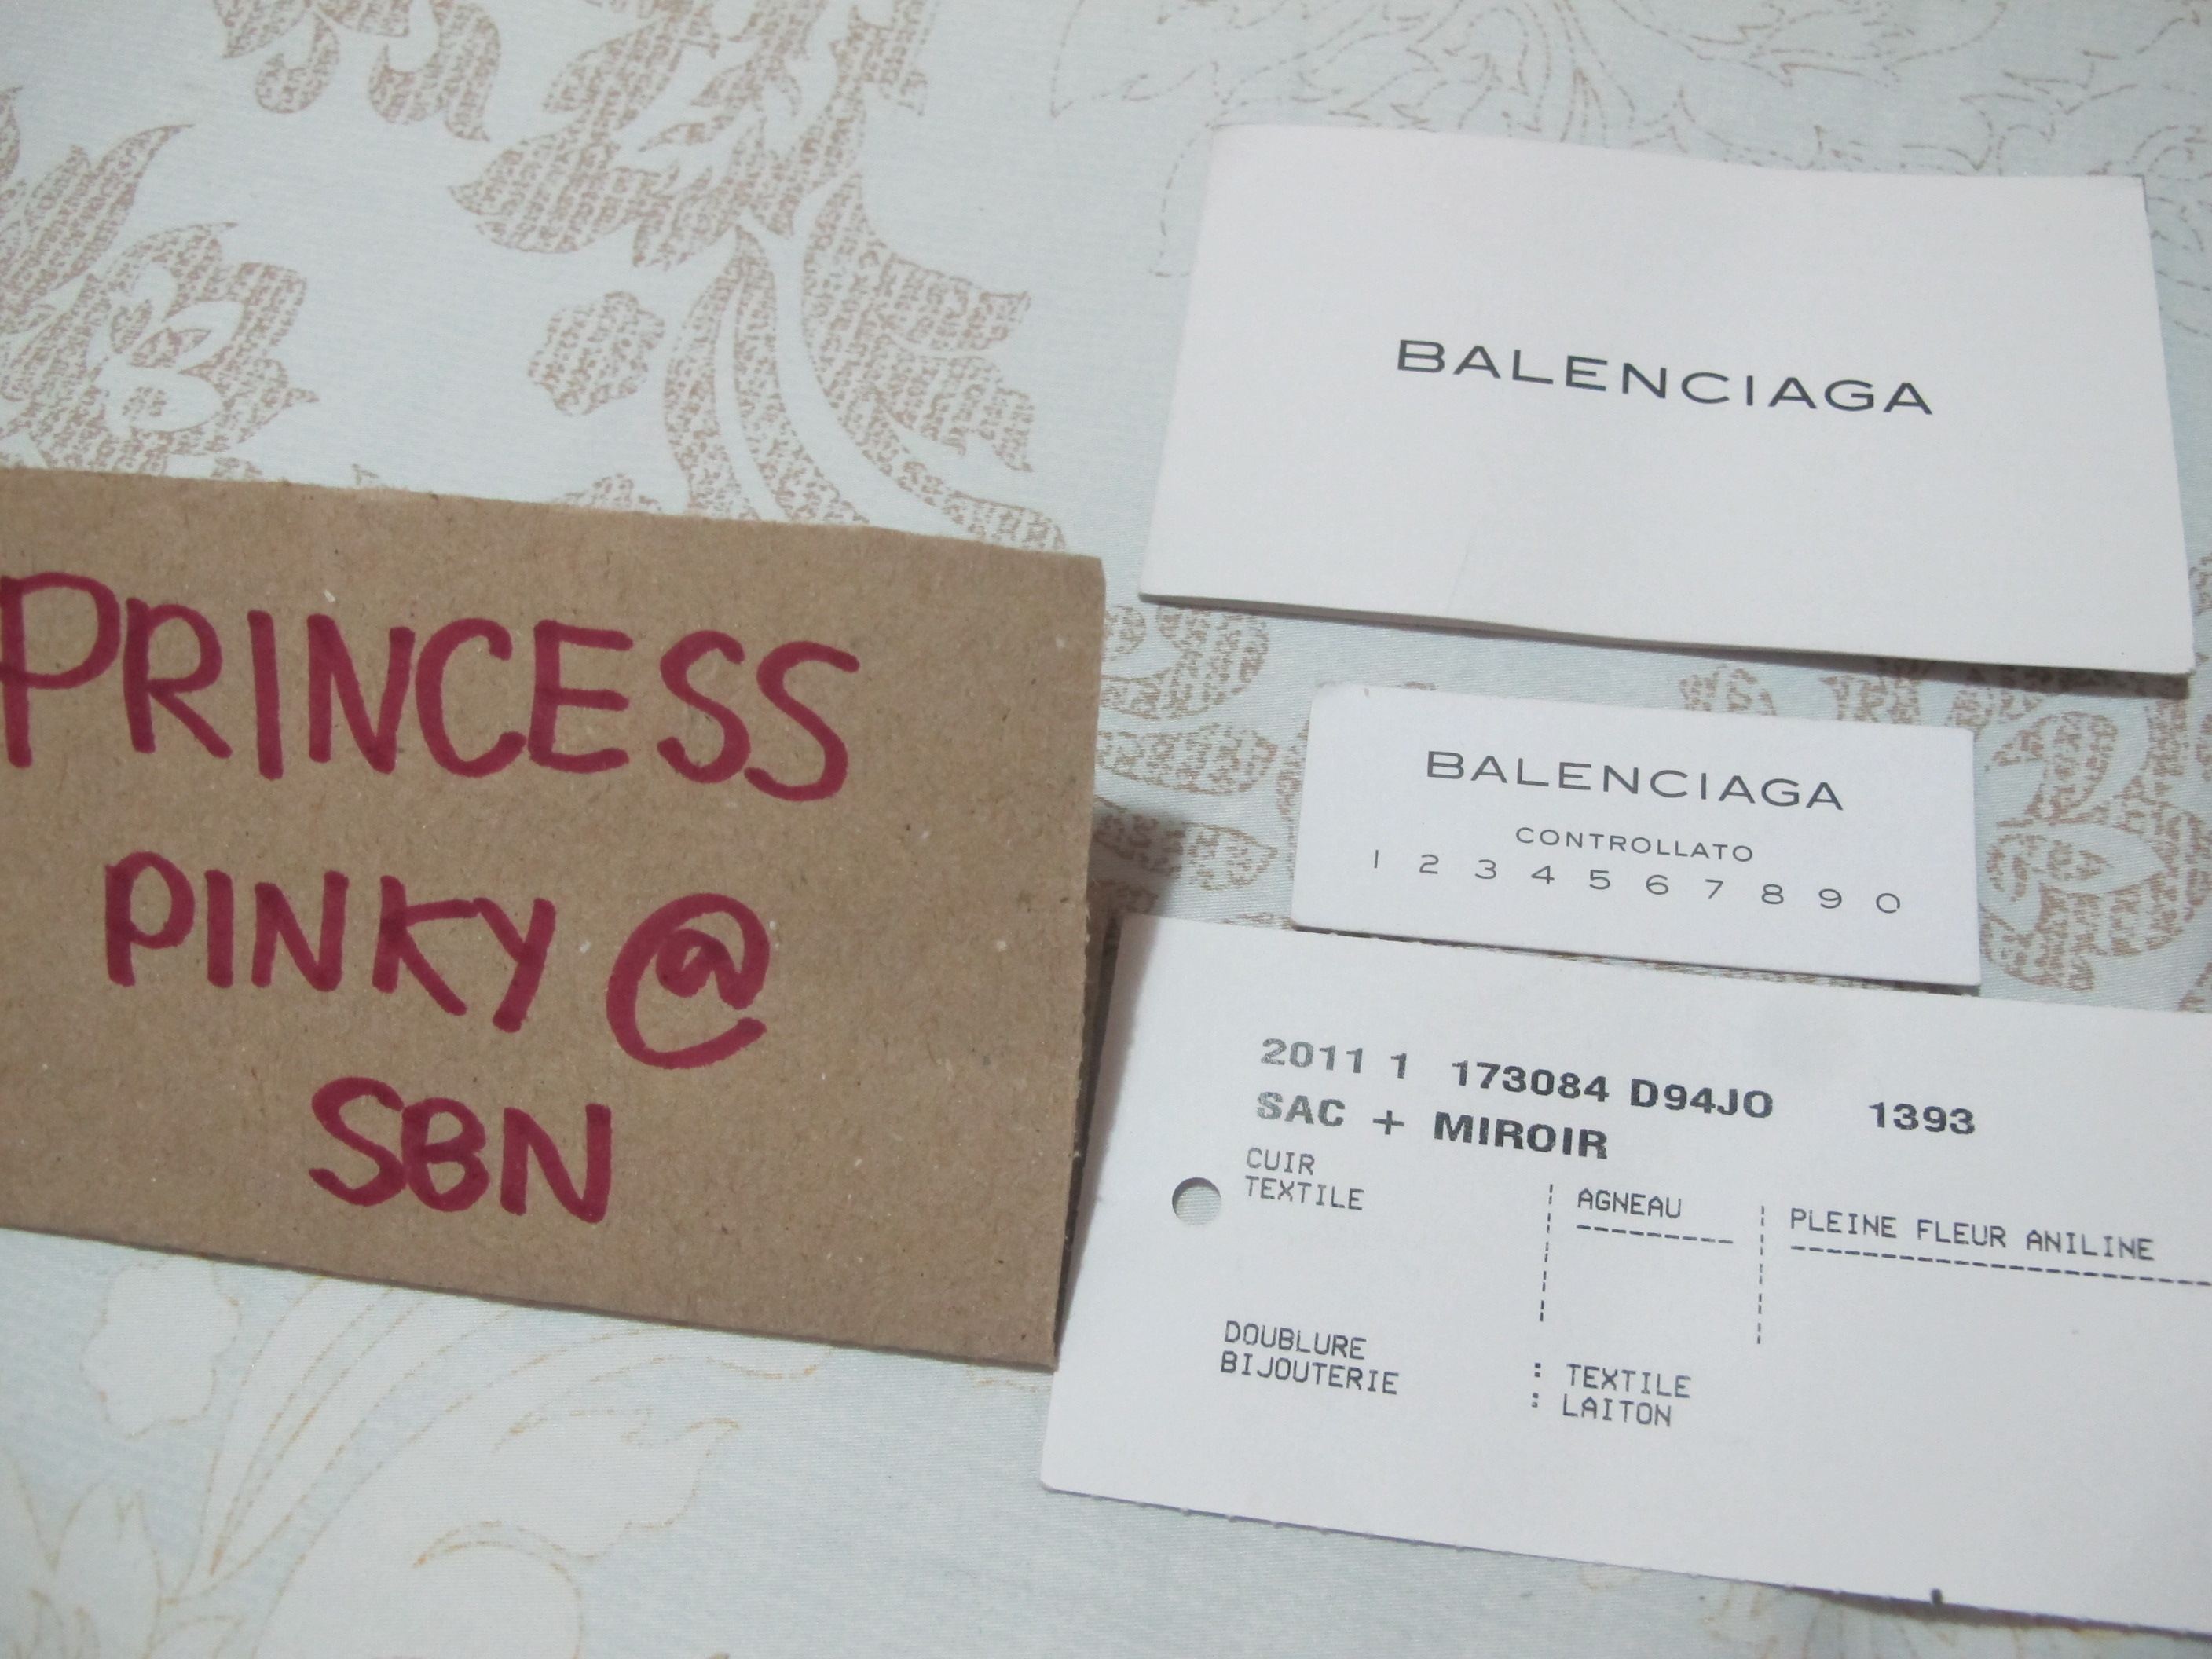 PRINCESS
PINKY @
SBN
BALENCIAGA
BALENCIAGA
CONTROLLATO
1 2 3 4 5 6 7 8 9 0
2011 1 173084 D94JO 1393
SAC + MIROIR
CUIR
TEXTILE
AGNEAU
PLEINE FLEUR ANILINE
DOUBLURE : TEXTILE
BIJOUTERIE : LAITON